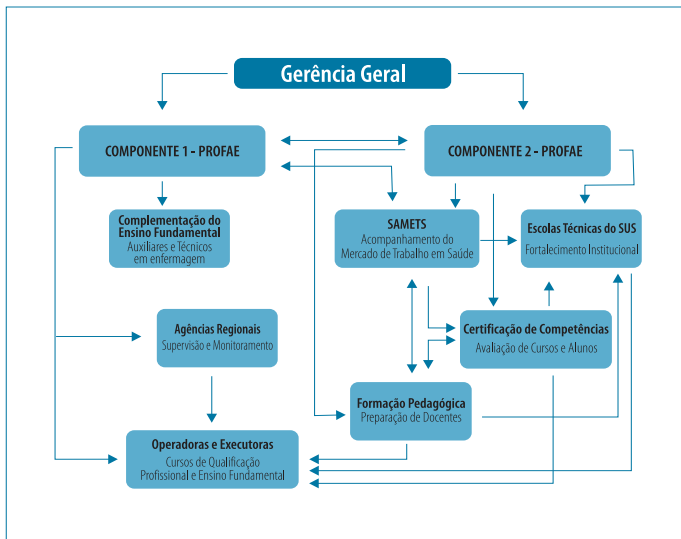 Gerência Geral
COMPONENTE 1 - PROFAE
COMPONENTE 2 - PROFAE
Complementação do
Ensino Fundamental
Auxiliares e Técnicos
em enfermagem
SAMETS
Acompanhamento do
Mercado de Trabalho em Saúde
Escolas Técnicas do SUS
Fortalecimento Institucional
Agências Regionais
Supervisão e Monitoramento
Certificação de Competências
Avaliação de Cursos e Alunos
Formação Pedagógica
Preparação de Docentes
Operadoras e Executoras
Cursos de Qualificação
Profissional e Ensino Fundamental